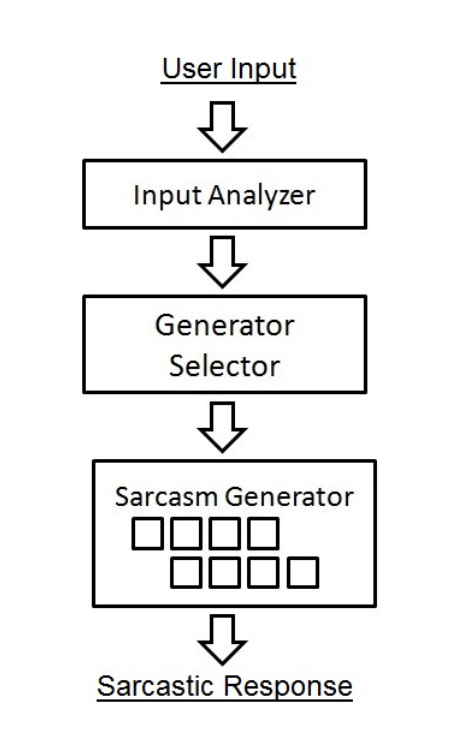 User Input
Input Analyzer
Generator
Selector
Sarcasm Generator
Sarcastic Response